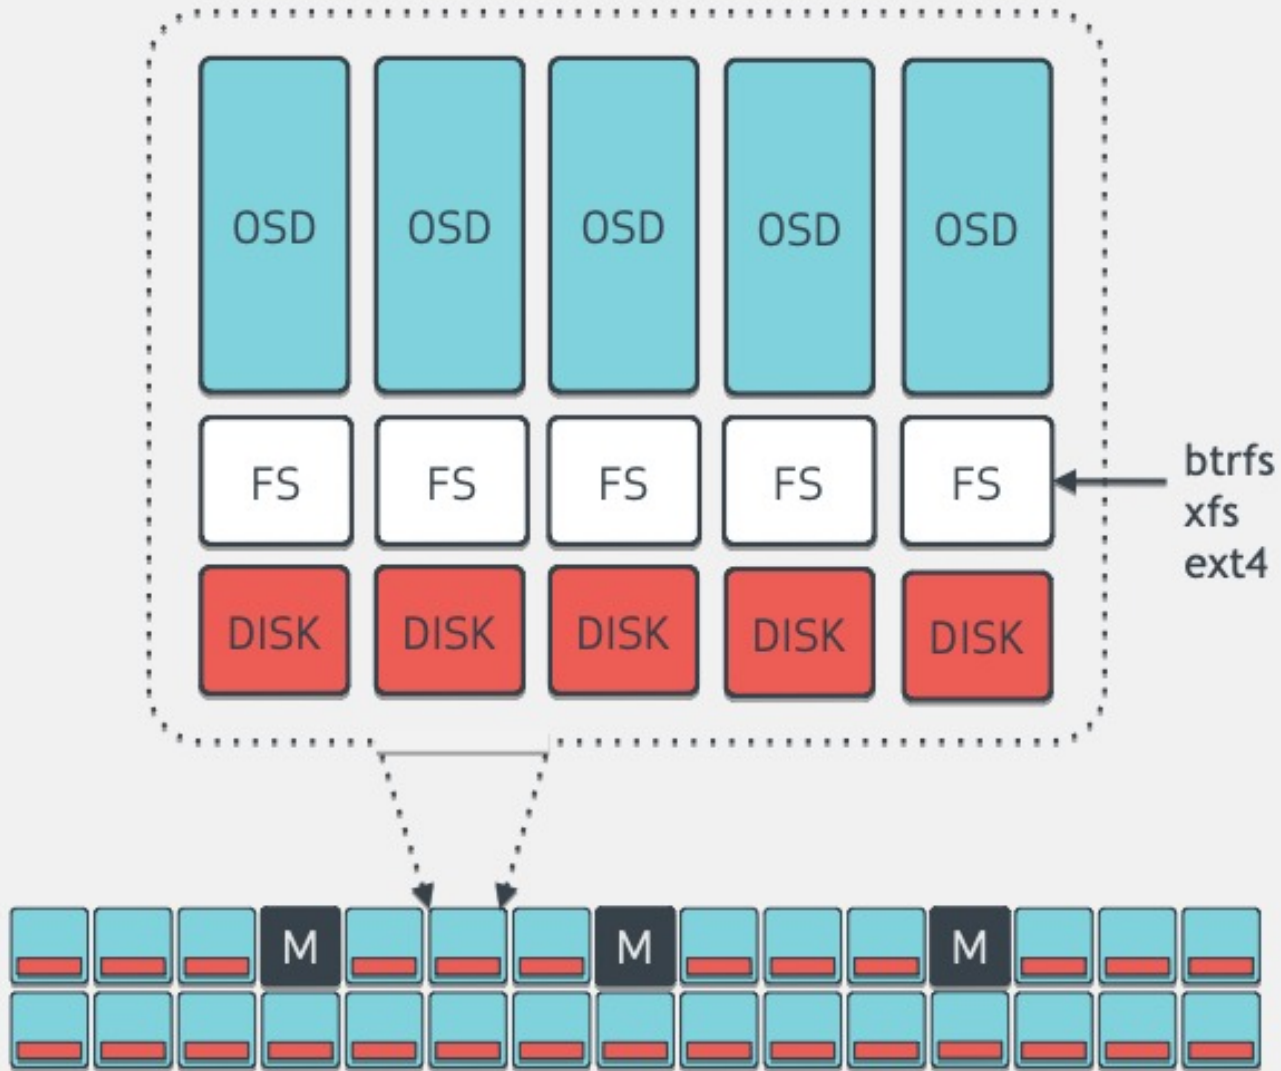 OSD OSD OSD OSD OSD
FS FS FS FS FS
btrfs
xfs
ext4
DISK DISK DISK DISK DISK
M M M